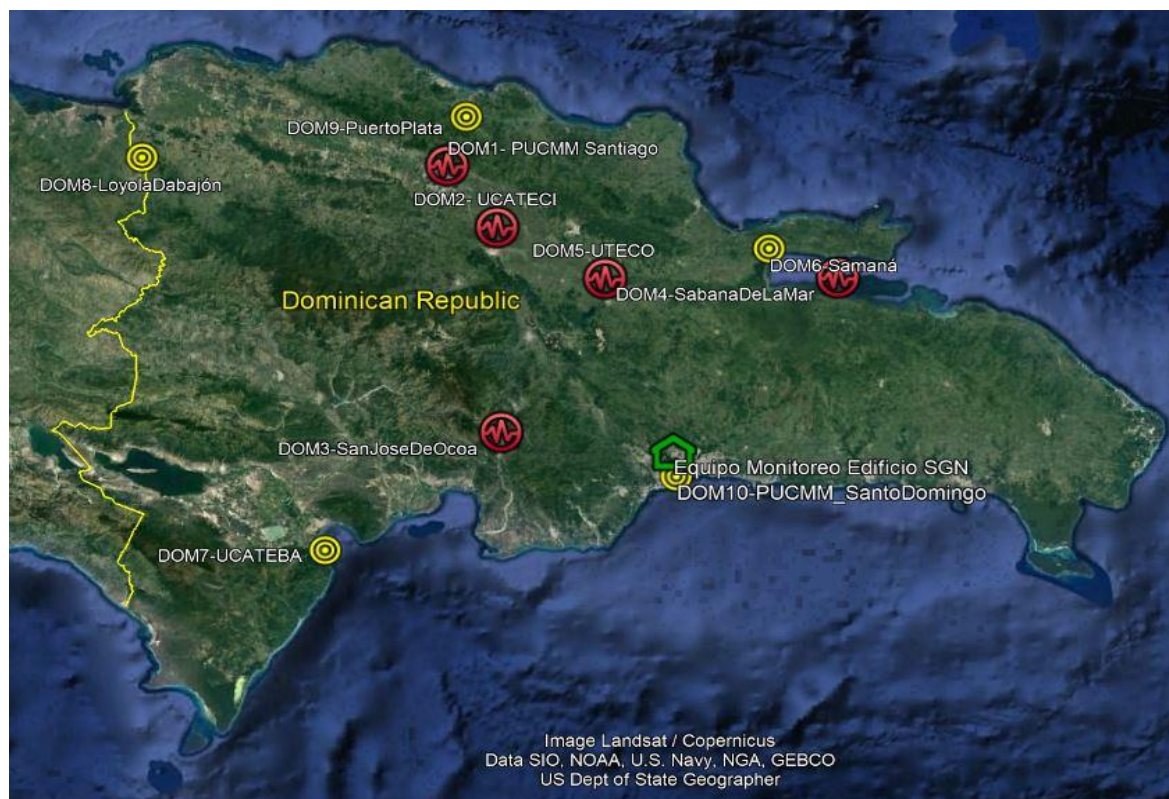 DOM9-PuertoPlata
DOM1- PUCMM Santiago
DOM8-LoyolaDabajón
DOM2- UCATECI
DOM5-UTECO
DOM6-Samaná
DOM4-SabanaDeLaMar
Dominican Republic
DOM3-SanJoseDeOcoa
Equipo Monitoreo Edificio SGN
DOM10-PUCMM_SantoDomingo
DOM7-UCATEBA
Image Landsat / Copernicus
Data SIO, NOAA, U.S. Navy, NGA, GEBCO
US Dept of State Geographer